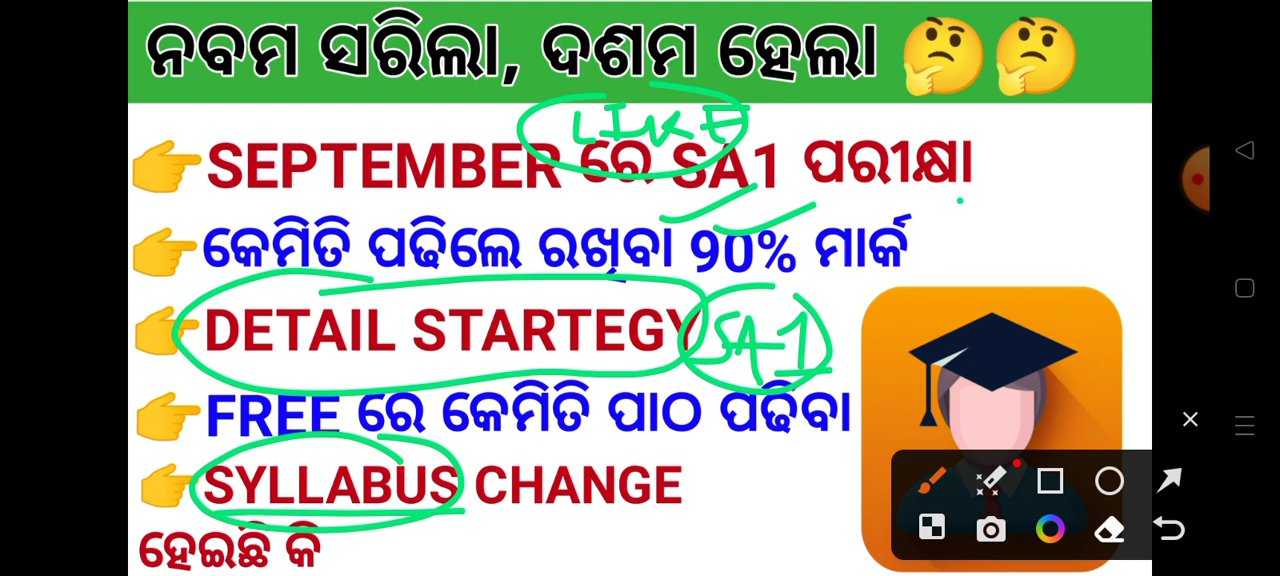 ନବମ ସରିଲା, ଦଶମ ହେଲା 🤔🤔
LIKE
👉SEPTEMBER ରେ SA1 ପରୀକ୍ଷା
👉କେମିତି ପଢିଲେ ରଖିବା 90% ମାର୍କ
👉DETAIL STARTEGY SA1
👉FREE ରେ କେମିତି ପାଠ ପଢିବା
👉SYLLABUS CHANGE
ହେଇଛି କି